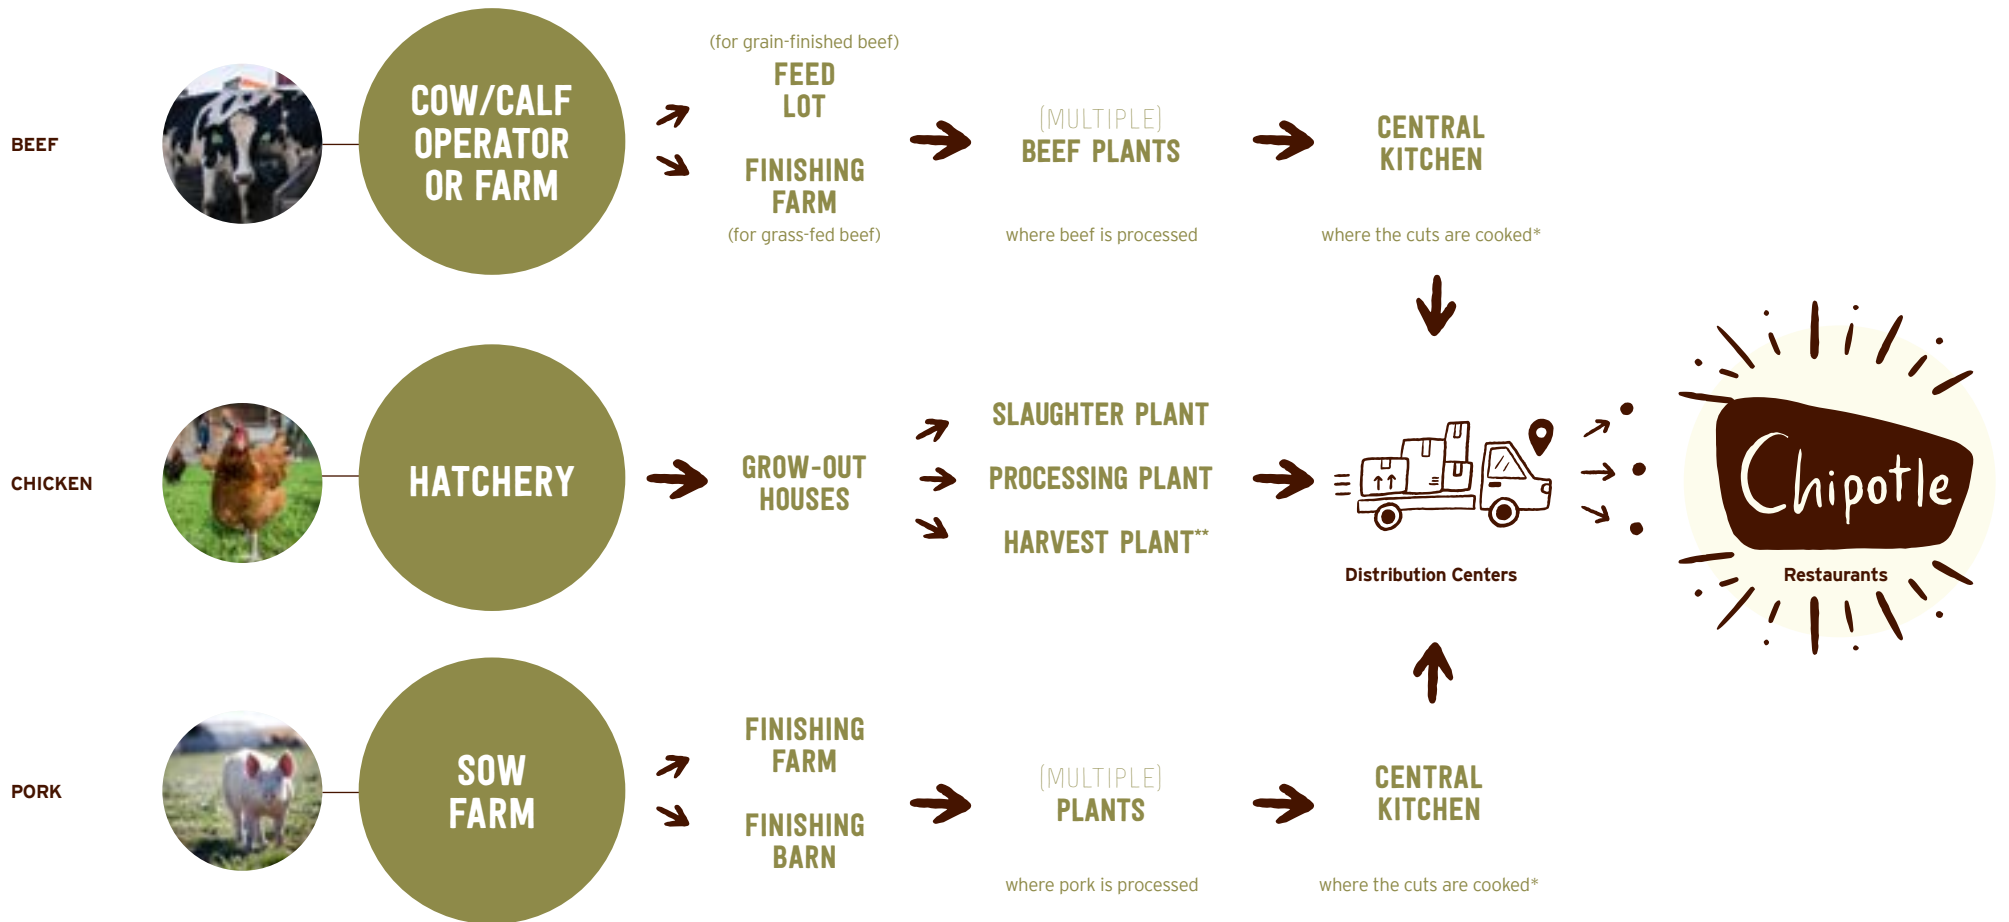 BEEF
COW/CALF
OPERATOR
OR FARM
(for grain-finished beef)
FEED
LOT
FINISHING
FARM
(for grass-fed beef)
(MULTIPLE)
BEEF PLANTS
where beef is processed
CENTRAL
KITCHEN
where the cuts are cooked*
CHICKEN
HATCHERY
GROW-OUT
HOUSES
SLAUGHTER PLANT
PROCESSING PLANT
HARVEST PLANT**
Distribution Centers
Chipotle
Restaurants
PORK
SOW
FARM
FINISHING
FARM
FINISHING
BARN
(MULTIPLE)
PLANTS
where pork is processed
CENTRAL
KITCHEN
where the cuts are cooked*